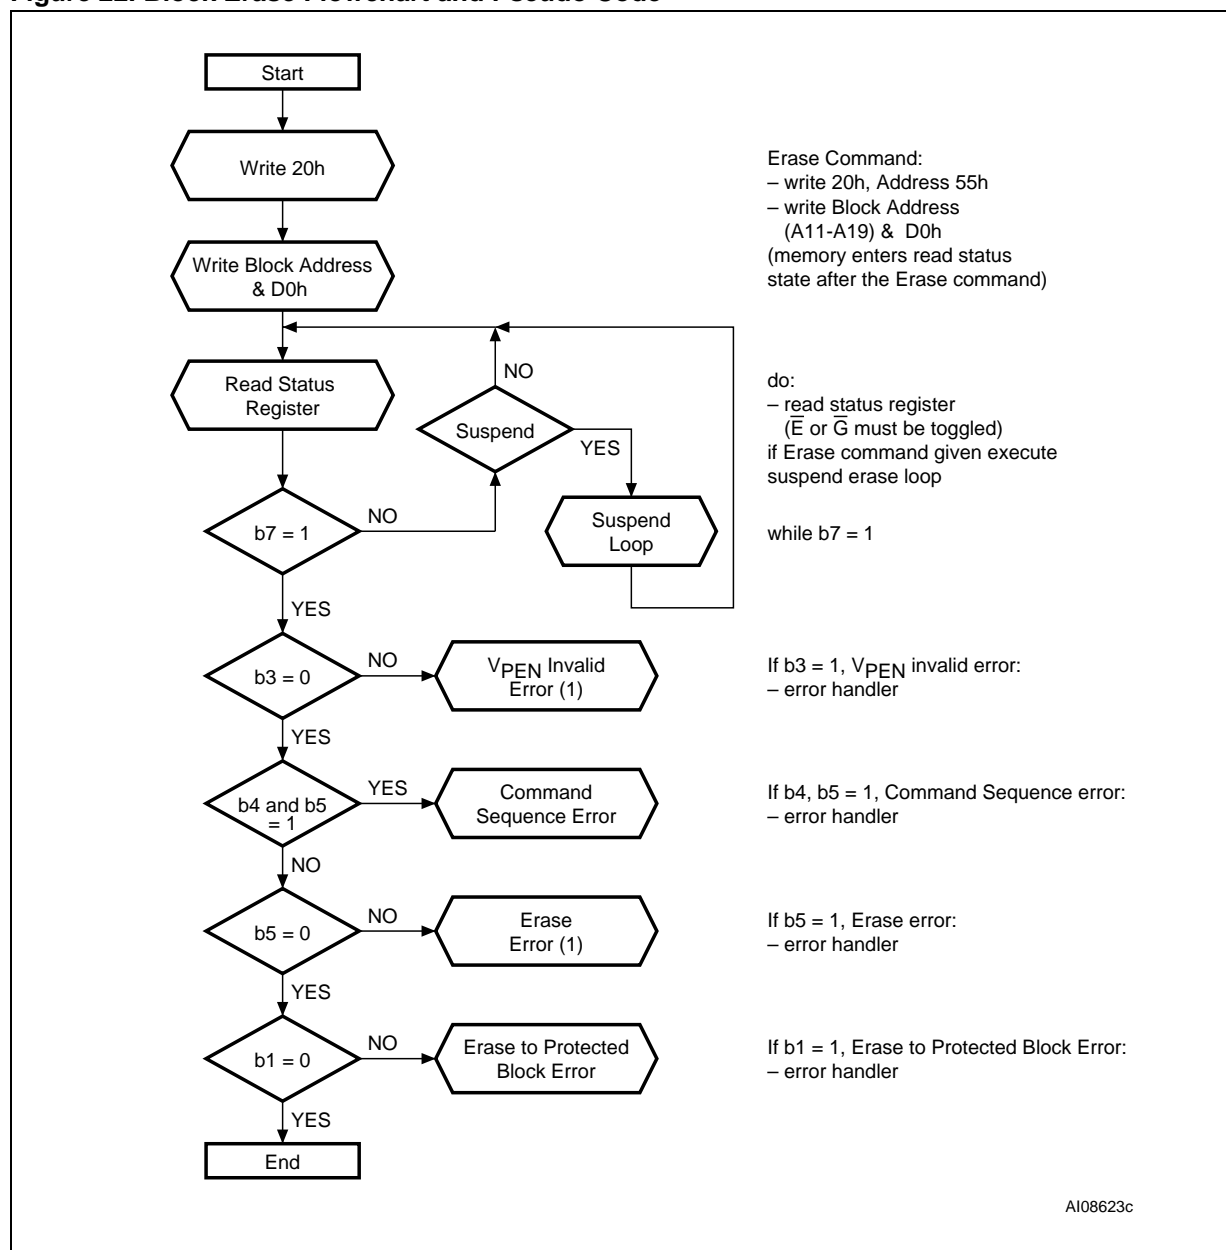 Figure 22. Block Erase Flowchart and Pseudo Code
Start
Write 20h
Write Block Address
& D0h
Read Status
Register
NO
Suspend
YES
Suspend
Loop
b7 = 1
NO
YES
b3 = 0
NO
VPEN Invalid
Error (1)
YES
b4 and b5
= 1
YES
Command
Sequence Error
NO
b5 = 0
NO
Erase
Error (1)
YES
b1 = 0
NO
Erase to Protected
Block Error
YES
End
Erase Command:
– write 20h, Address 55h
– write Block Address
(A11-A19) & D0h
(memory enters read status
state after the Erase command)
do:
– read status register
(E̅ or G̅ must be toggled)
if Erase command given execute
suspend erase loop
while b7 = 1
If b3 = 1, VPEN invalid error:
– error handler
If b4, b5 = 1, Command Sequence error:
– error handler
If b5 = 1, Erase error:
– error handler
If b1 = 1, Erase to Protected Block Error:
– error handler
AI08623c